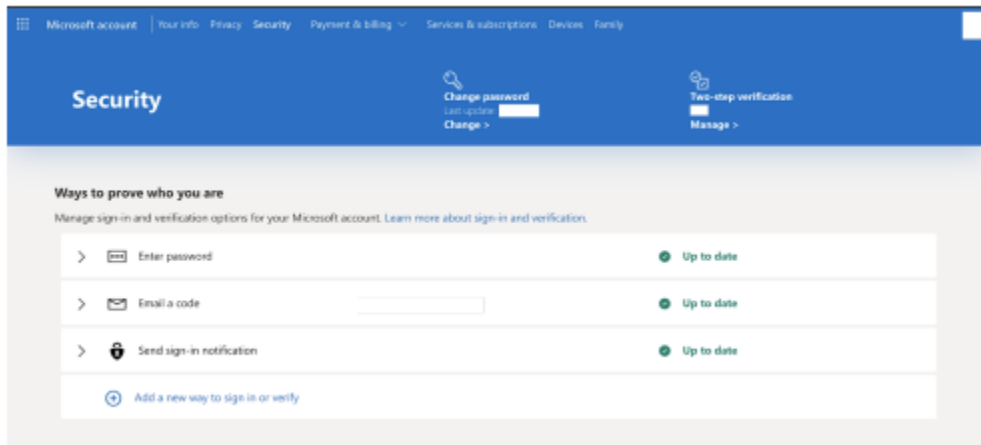 Microsoft account Your info Privacy Security Payment & billing Services & subscriptions Devices Family
Security
Change password
Last update:
Change >
Two-step verification
Manage >
Ways to prove who you are
Manage sign-in and verification options for your Microsoft account. Learn more about sign-in and verification.
Enter password Up to date
Email a code Up to date
Send sign-in notification Up to date
Add a new way to sign in or verify